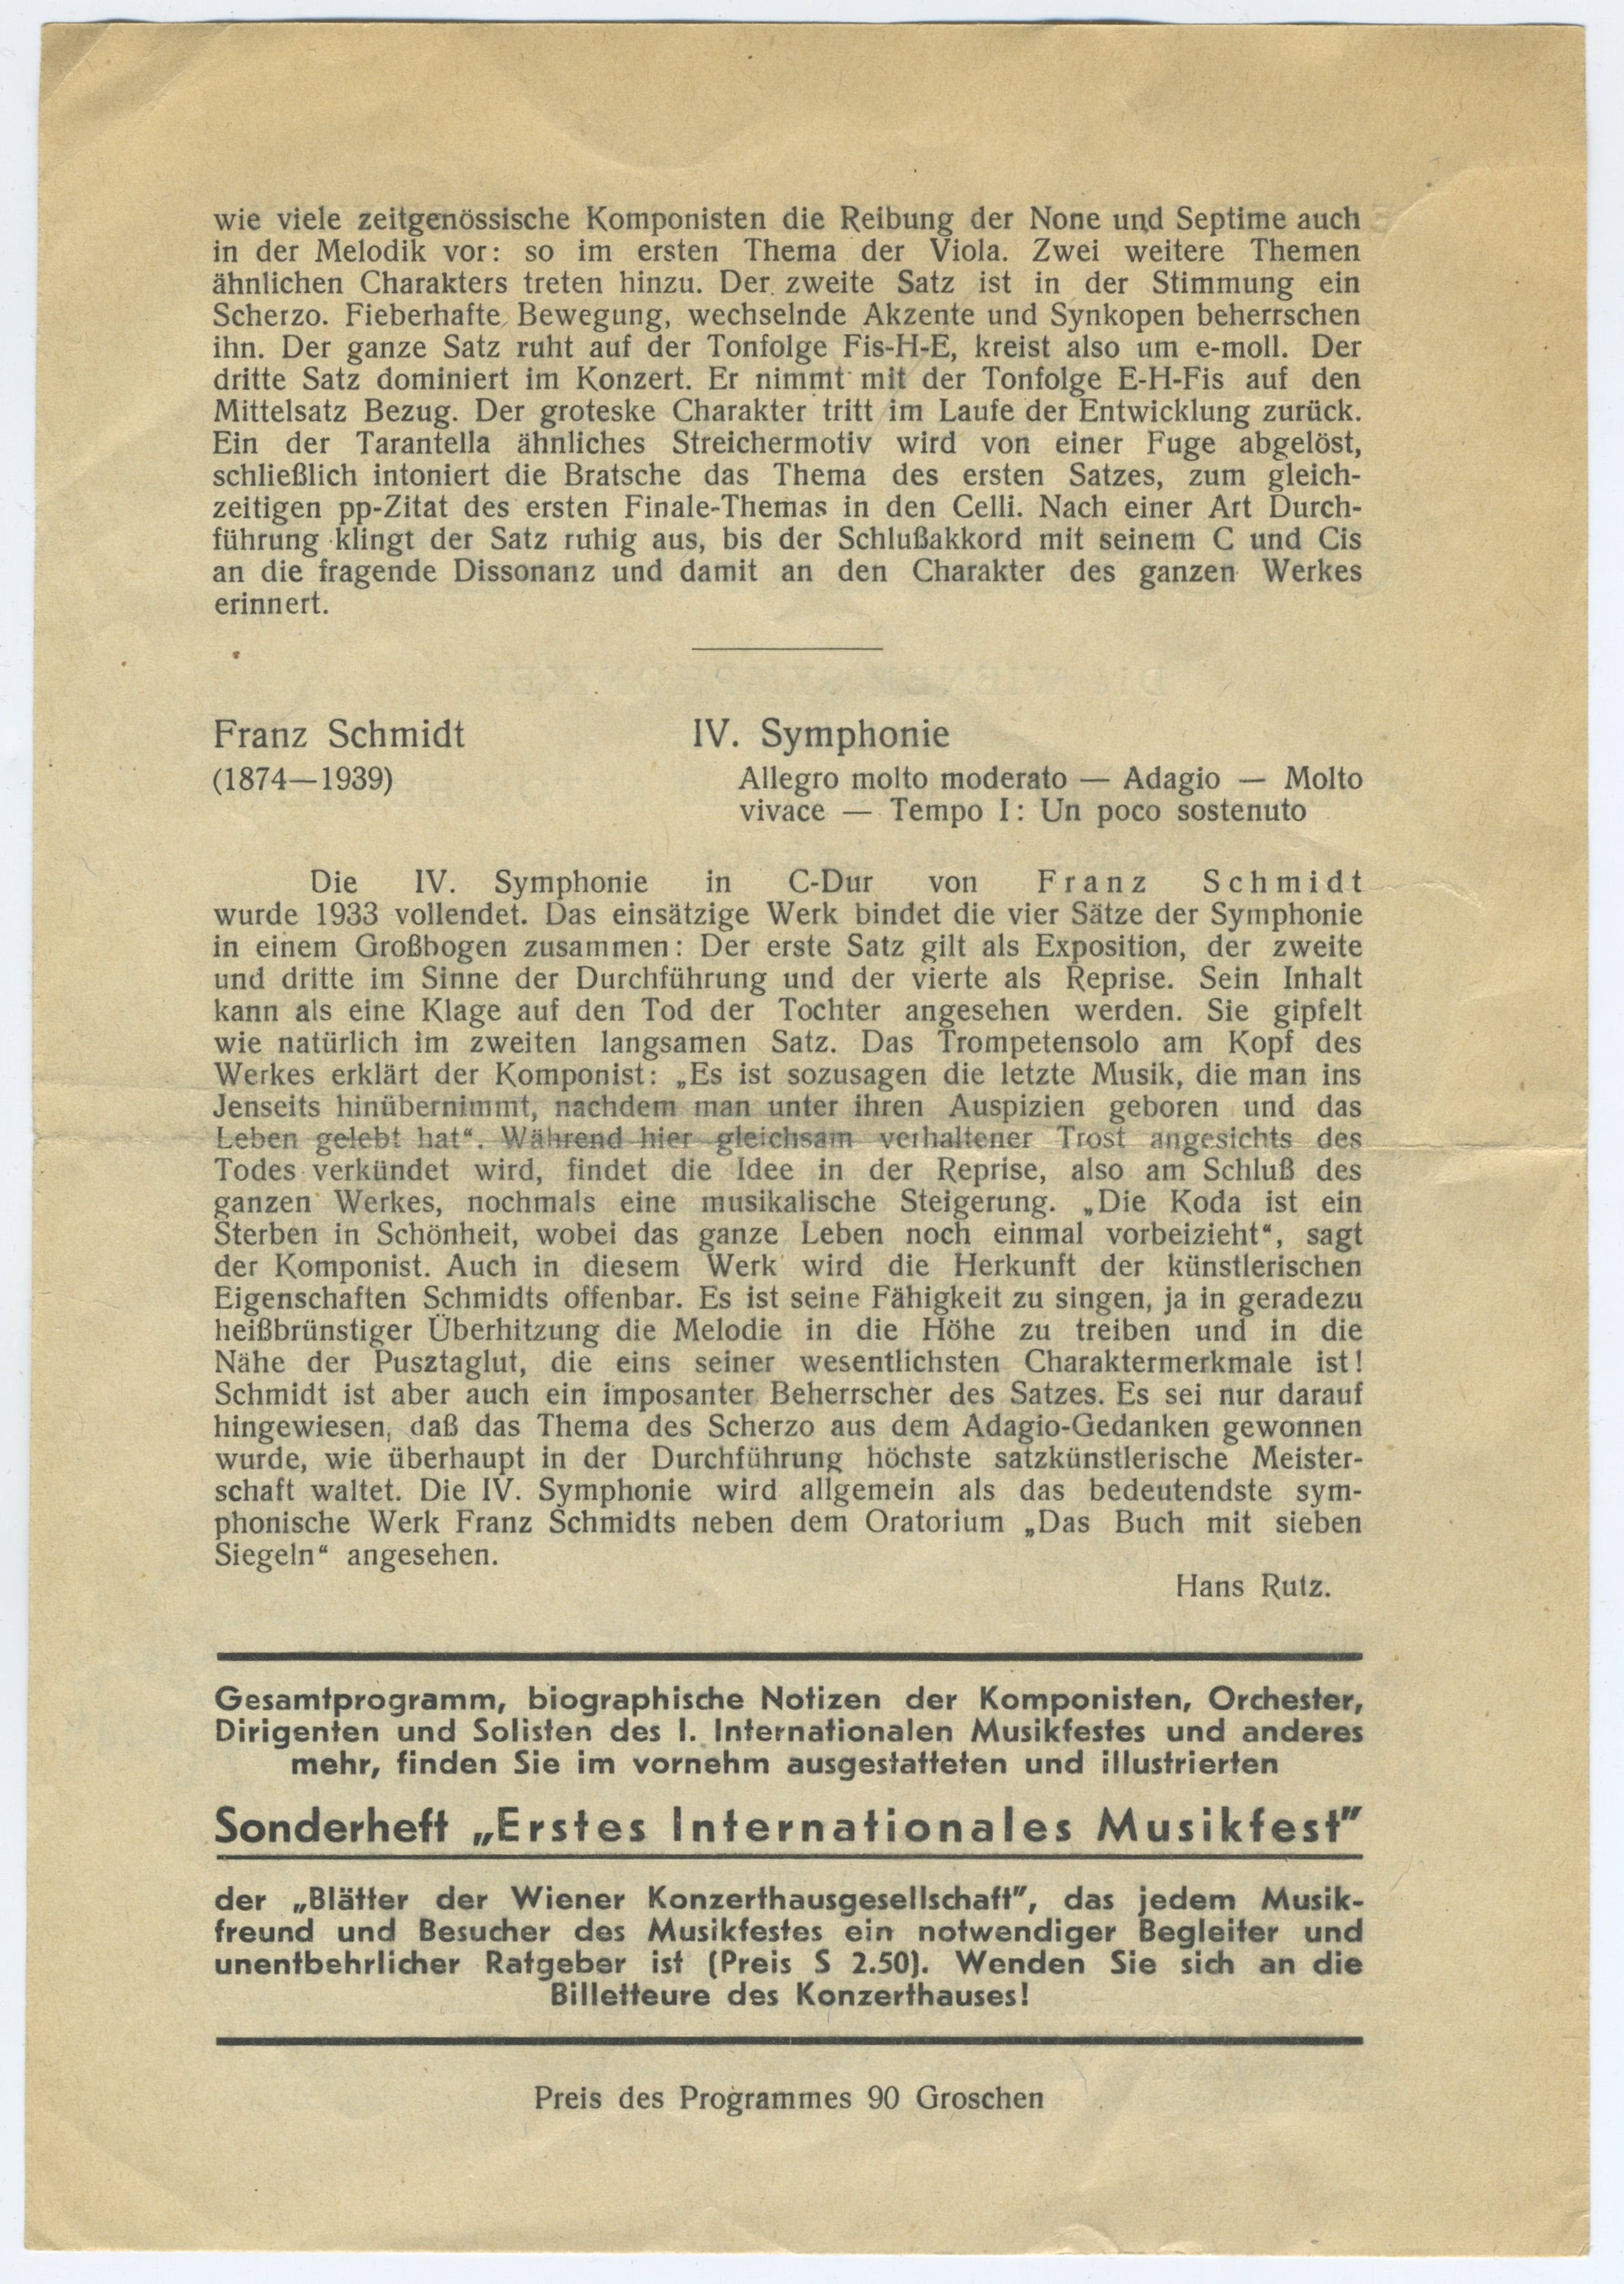 wie viele zeitgenössische Komponisten die Reibung der None und Septime auch
in der Melodik vor: so im ersten Thema der Viola. Zwei weitere Themen
ähnlichen Charakters treten hinzu. Der zweite Satz ist in der Stimmung ein
Scherzo. Fieberhafte Bewegung, wechselnde Akzente und Synkopen beherrschen
ihn. Der ganze Satz ruht auf der Tonfolge Fis-H-E, kreist also um e-moll. Der
dritte Satz dominiert im Konzert. Er nimmt mit der Tonfolge E-H-Fis auf den
Mittelsatz Bezug. Der groteske Charakter tritt im Laufe der Entwicklung zurück.
Ein der Tarantella ähnliches Streichermotiv wird von einer Fuge abgelöst,
schließlich intoniert die Bratsche das Thema des ersten Satzes, zum gleich-
zeitigen pp-Zitat des ersten Finale-Themas in den Celli. Nach einer Art Durch-
führung klingt der Satz ruhig aus, bis der Schlußakkord mit seinem C und Cis
an die fragende Dissonanz und damit an den Charakter des ganzen Werkes
erinnert.
Franz Schmidt IV. Symphonie
(1874—1939) Allegro molto moderato — Adagio — Molto
vivace — Tempo I: Un poco sostenuto
Die IV. Symphonie in C-Dur von Franz Schmidt
wurde 1933 vollendet. Das einsätzige Werk bindet die vier Sätze der Symphonie
in einem Großbogen zusammen: Der erste Satz gilt als Exposition, der zweite
und dritte im Sinne der Durchführung und der vierte als Reprise. Sein Inhalt
kann als eine Klage auf den Tod der Tochter angesehen werden. Sie gipfelt
wie natürlich im zweiten langsamen Satz. Das Trompetensolo am Kopf des
Werkes erklärt der Komponist: „Es ist sozusagen die letzte Musik, die man ins
Jenseits hinübernimmt, nachdem man unter ihren Auspizien geboren und das
Leben gelebt hat“. Während hier gleichsam verhaltener Trost angesichts des
Todes verkündet wird, findet die Idee in der Reprise, also am Schluß des
ganzen Werkes, nochmals eine musikalische Steigerung. „Die Koda ist ein
Sterben in Schönheit, wobei das ganze Leben noch einmal vorbeizieht“, sagt
der Komponist. Auch in diesem Werk wird die Herkunft der künstlerischen
Eigenschaften Schmidts offenbar. Es ist seine Fähigkeit zu singen, ja in geradezu
heißbrünstiger Überhitzung die Melodie in die Höhe zu treiben und in die
Nähe der Pusztaglut, die eins seiner wesentlichsten Charaktermerkmale ist!
Schmidt ist aber auch ein imposanter Beherrscher des Satzes. Es sei nur darauf
hingewiesen, daß das Thema des Scherzo aus dem Adagio-Gedanken gewonnen
wurde, wie überhaupt in der Durchführung höchste satzkünstlerische Meister-
schaft waltet. Die IV. Symphonie wird allgemein als das bedeutendste sym-
phonische Werk Franz Schmidts neben dem Oratorium „Das Buch mit sieben
Siegeln“ angesehen.
Hans Rutz.
Gesamtprogramm, biographische Notizen der Komponisten, Orchester,
Dirigenten und Solisten des I. Internationalen Musikfestes und anderes
mehr, finden Sie im vornehm ausgestatteten und illustrierten
Sonderheft „Erstes Internationales Musikfest”
der „Blätter der Wiener Konzerthausgesellschaft”, das jedem Musik-
freund und Besucher des Musikfestes ein notwendiger Begleiter und
unentbehrlicher Ratgeber ist (Preis S 2.50). Wenden Sie sich an die
Billetteure des Konzerthauses!
Preis des Programmes 90 Groschen